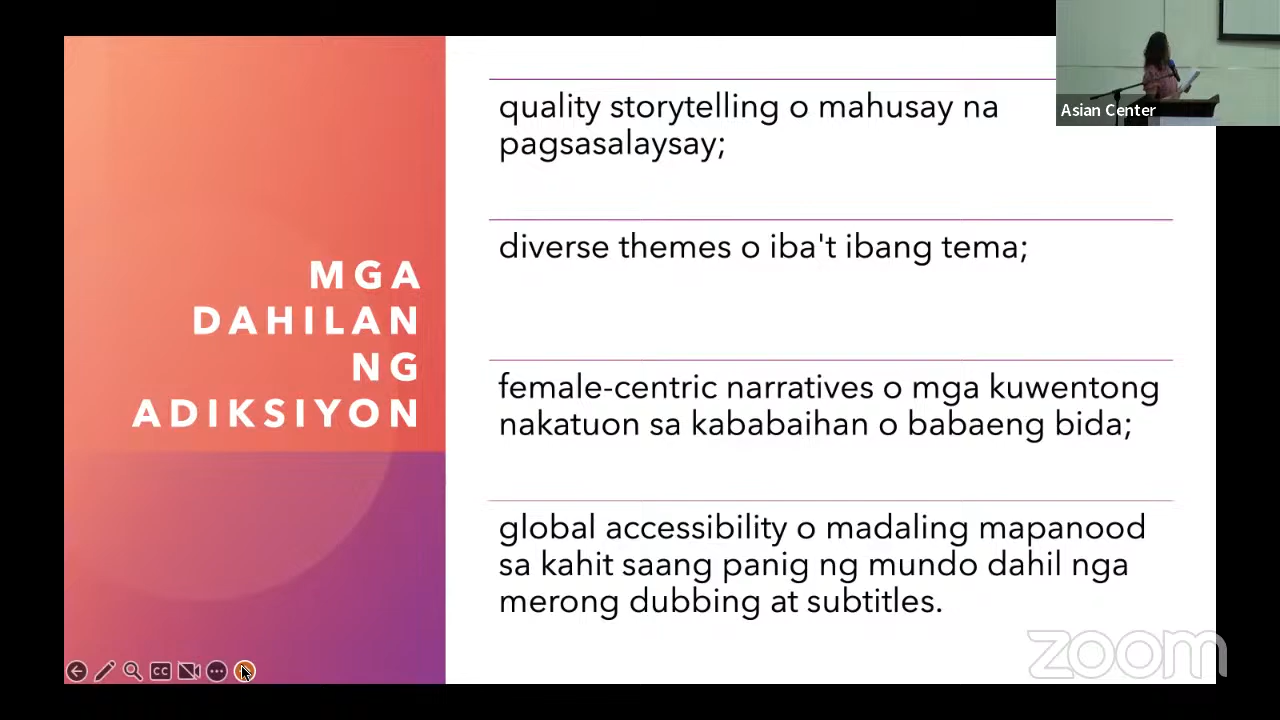 MGA
DAHILAN
NG
ADIKSIYON
quality storytelling o mahusay na
pagsasalaysay;
diverse themes o iba't ibang tema;
female-centric narratives o mga kuwentong
nakatuon sa kababaihan o babaeng bida;
global accessibility o madaling mapanood
sa kahit saang panig ng mundo dahil nga
merong dubbing at subtitles.
Asian Center
CC
zoom